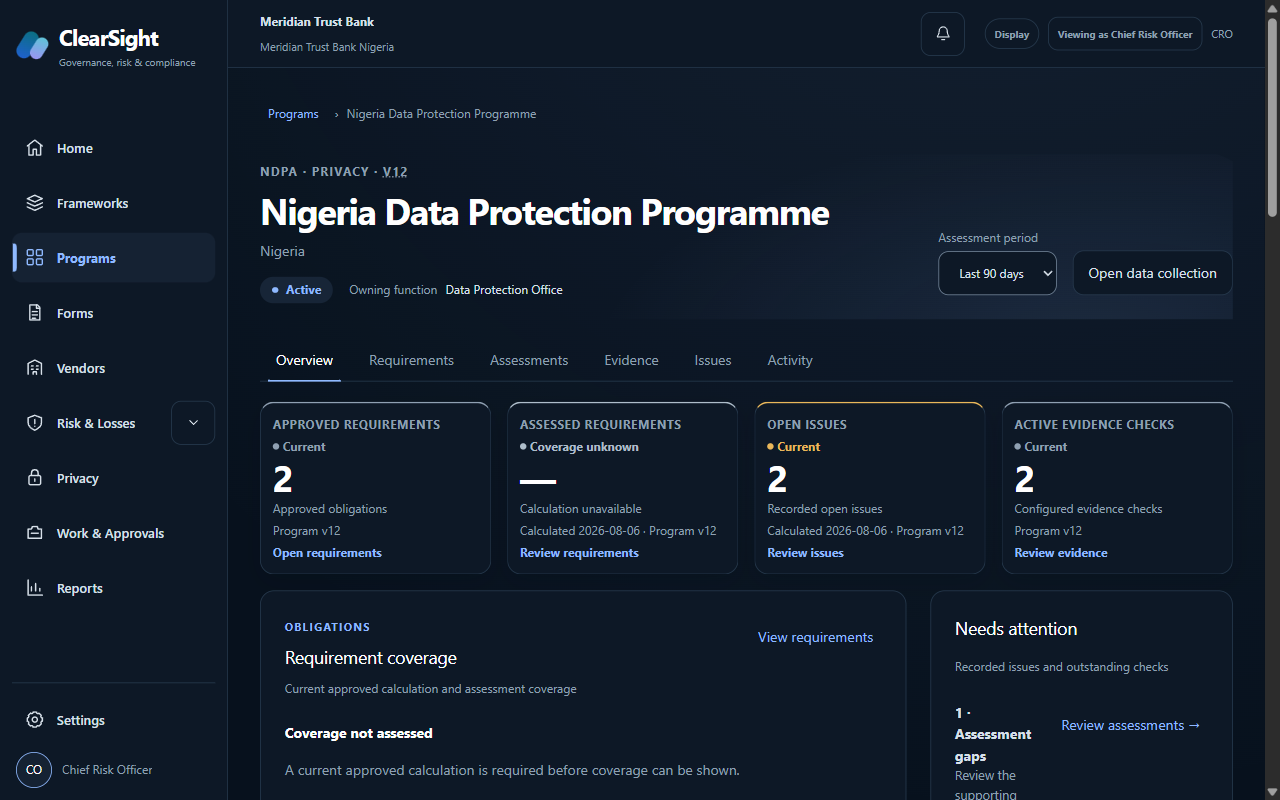 ClearSight
Governance, risk & compliance
Home
Frameworks
Programs
Forms
Vendors
Risk & Losses
Privacy
Work & Approvals
Reports
Settings
CO
Chief Risk Officer
Meridian Trust Bank
Meridian Trust Bank Nigeria
Display
Viewing as Chief Risk Officer
CRO
Programs › Nigeria Data Protection Programme
NDPA · PRIVACY · V12
Nigeria Data Protection Programme
Nigeria
Active
Owning function Data Protection Office
Assessment period
Last 90 days
Open data collection
Overview
Requirements
Assessments
Evidence
Issues
Activity
APPROVED REQUIREMENTS
Current
2
Approved obligations
Program v12
Open requirements
ASSESSED REQUIREMENTS
Coverage unknown
—
Calculation unavailable
Calculated 2026-08-06 · Program v12
Review requirements
OPEN ISSUES
Current
2
Recorded open issues
Calculated 2026-08-06 · Program v12
Review issues
ACTIVE EVIDENCE CHECKS
Current
2
Configured evidence checks
Program v12
Review evidence
OBLIGATIONS
Requirement coverage
Current approved calculation and assessment coverage
View requirements
Coverage not assessed
A current approved calculation is required before coverage can be shown.
Needs attention
Recorded issues and outstanding checks
1 ·
Assessment
gaps
Review the
supporting
Review assessments →